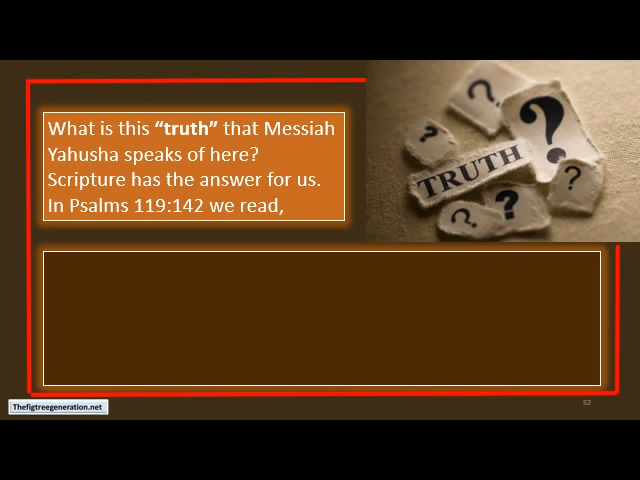 What is this “truth” that Messiah
Yahusha speaks of here?
Scripture has the answer for us.
In Psalms 119:142 we read,
TRUTH
?
?
?
?
?
?
Thefigtreegeneration.net
52